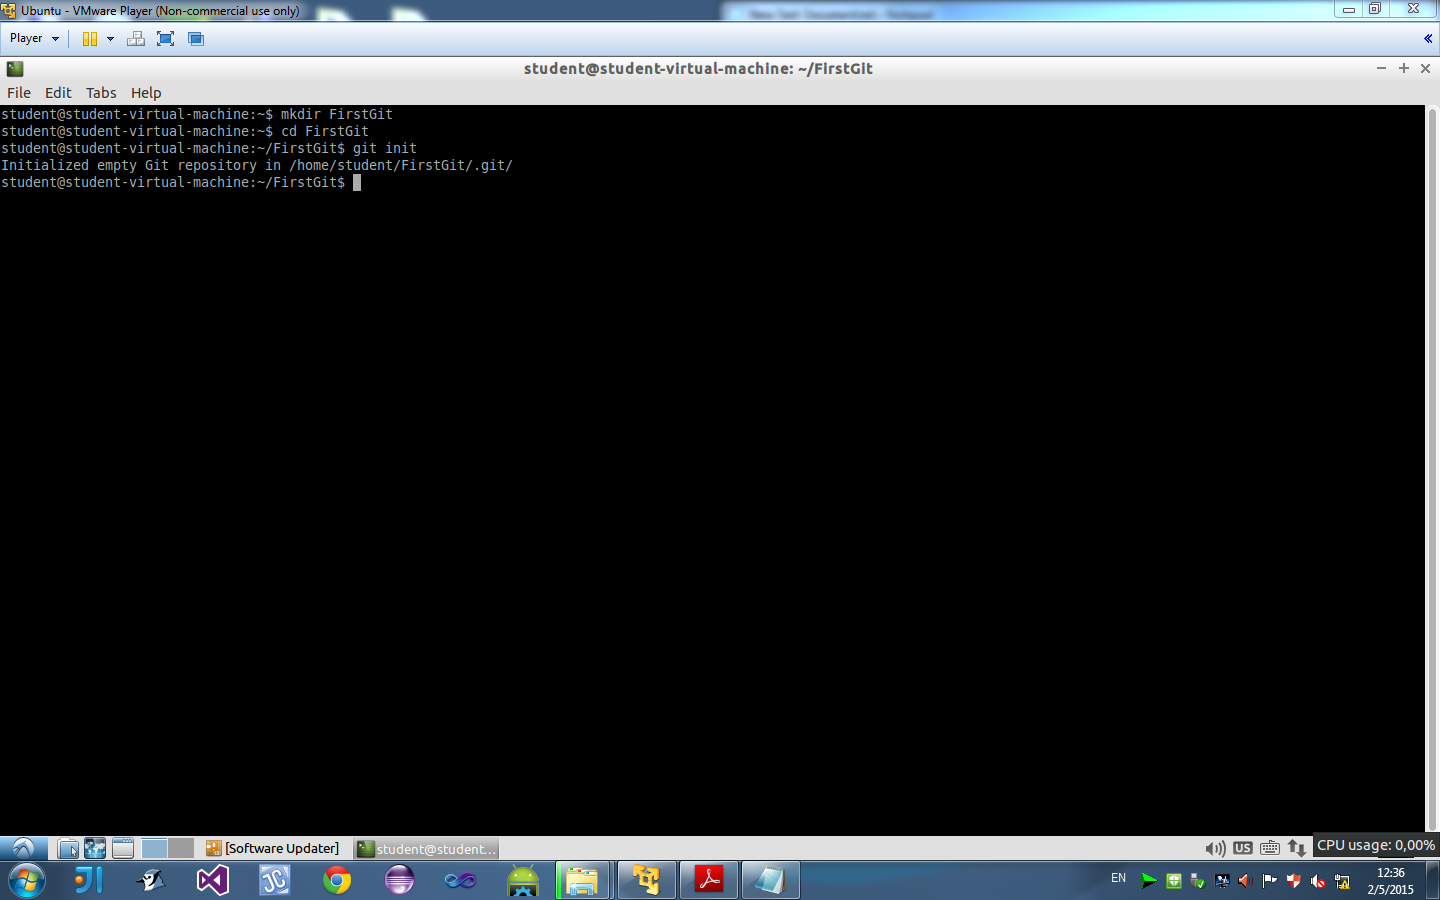 Ubuntu - VMware Player (Non-commercial use only)
Player
student@student-virtual-machine: ~/FirstGit
File Edit Tabs Help
student@student-virtual-machine:~$ mkdir FirstGit
student@student-virtual-machine:~$ cd FirstGit
student@student-virtual-machine:~/FirstGit$ git init
Initialized empty Git repository in /home/student/FirstGit/.git/
student@student-virtual-machine:~/FirstGit$
[Software Updater] student@student... US CPU usage: 0,00%
JI JC EN 12:36
2/5/2015